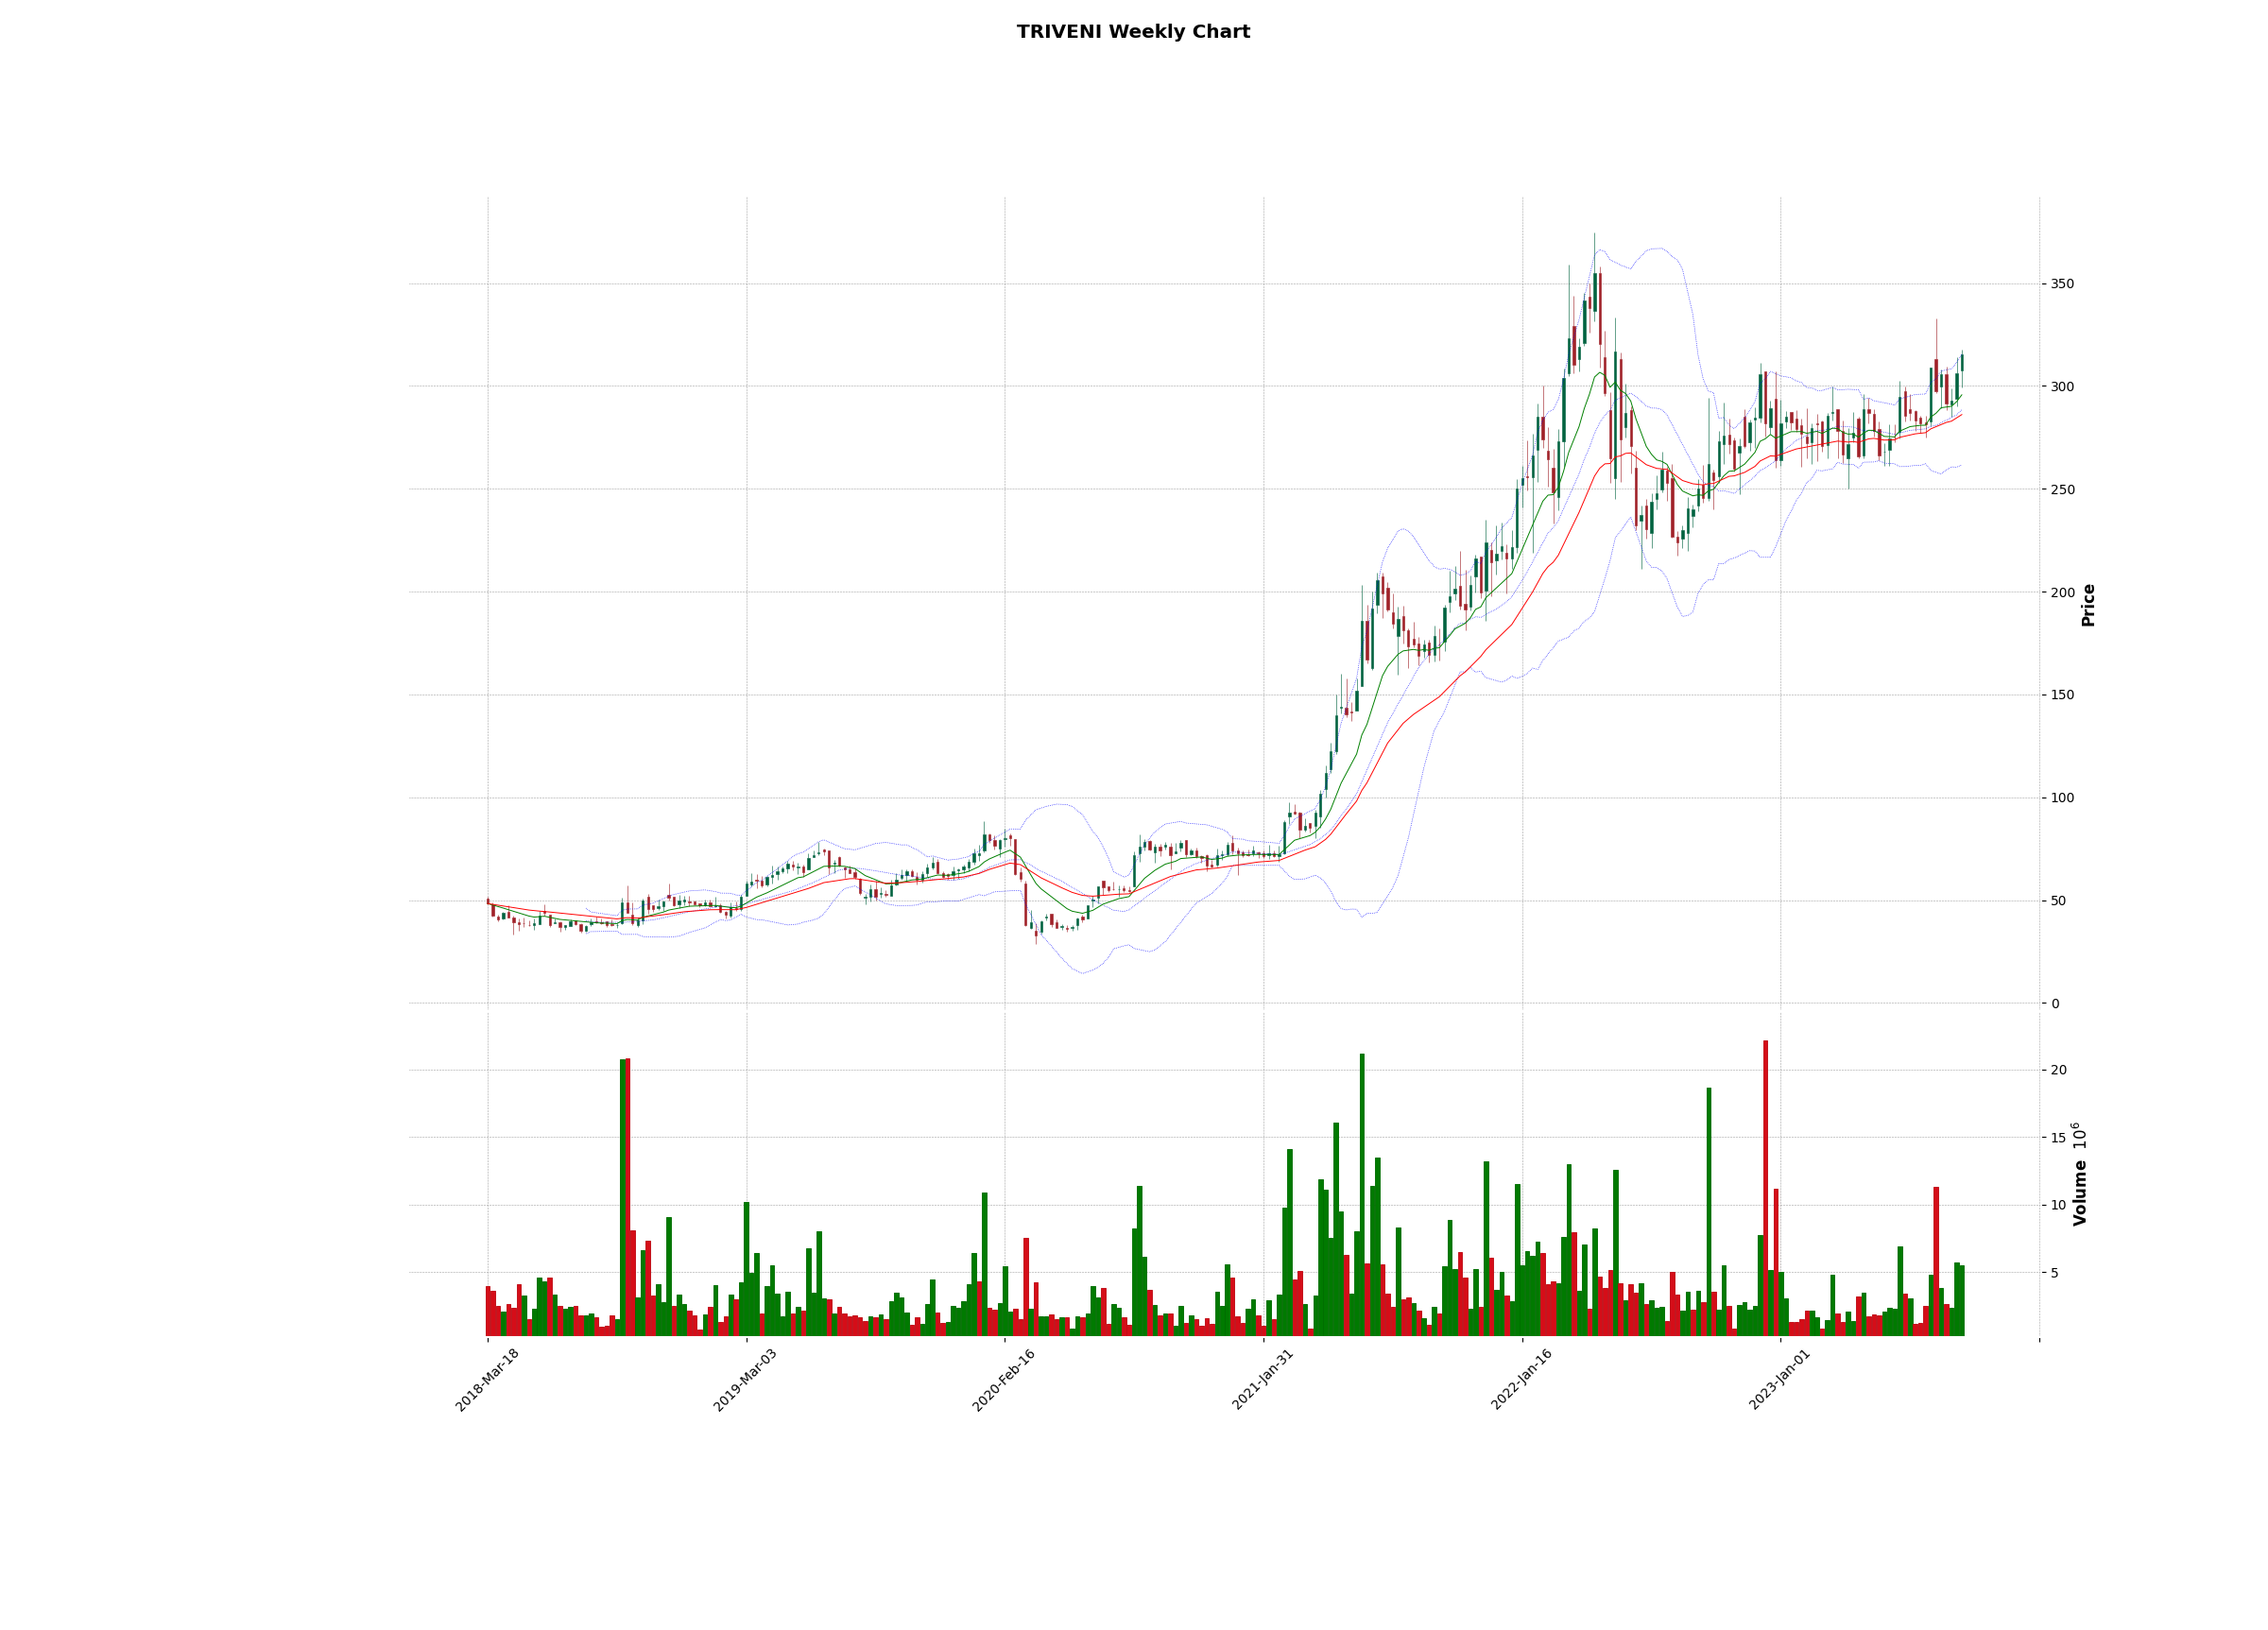 TRIVENI Weekly Chart
350
300
250
200
150
100
50
0
Price
20
15
10
5
Volume 10^6
2018-Mar-18
2019-Mar-03
2020-Feb-16
2021-Jan-31
2022-Jan-16
2023-Jan-01